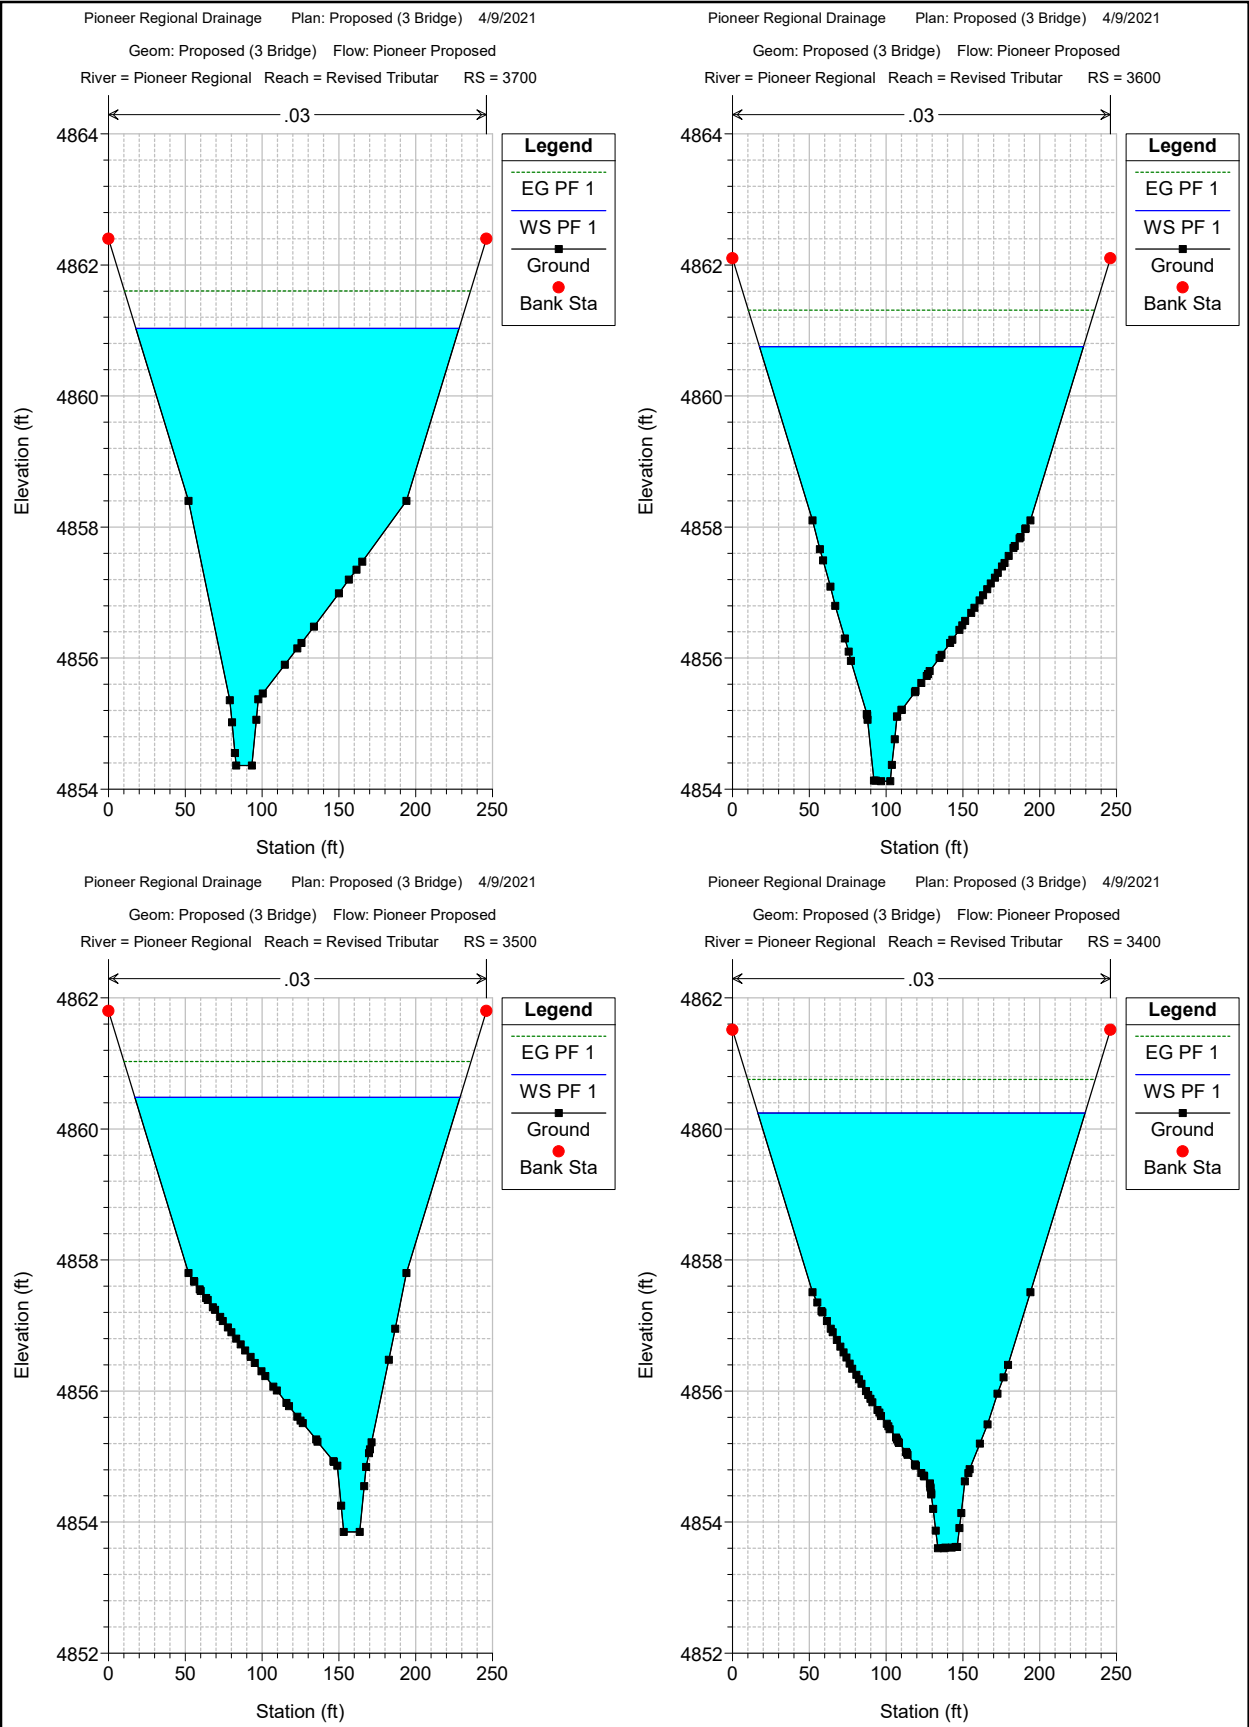 Pioneer Regional Drainage Plan: Proposed (3 Bridge) 4/9/2021
Geom: Proposed (3 Bridge) Flow: Pioneer Proposed
River = Pioneer Regional Reach = Revised Tributar RS = 3700
.03
4864
4862
4860
4858
4856
4854
0 50 100 150 200 250
Station (ft)
Elevation (ft)
Legend
EG PF 1
WS PF 1
Ground
Bank Sta
Pioneer Regional Drainage Plan: Proposed (3 Bridge) 4/9/2021
Geom: Proposed (3 Bridge) Flow: Pioneer Proposed
River = Pioneer Regional Reach = Revised Tributar RS = 3600
.03
4864
4862
4860
4858
4856
4854
0 50 100 150 200 250
Station (ft)
Elevation (ft)
Legend
EG PF 1
WS PF 1
Ground
Bank Sta
Pioneer Regional Drainage Plan: Proposed (3 Bridge) 4/9/2021
Geom: Proposed (3 Bridge) Flow: Pioneer Proposed
River = Pioneer Regional Reach = Revised Tributar RS = 3500
.03
4862
4860
4858
4856
4854
4852
0 50 100 150 200 250
Station (ft)
Elevation (ft)
Legend
EG PF 1
WS PF 1
Ground
Bank Sta
Pioneer Regional Drainage Plan: Proposed (3 Bridge) 4/9/2021
Geom: Proposed (3 Bridge) Flow: Pioneer Proposed
River = Pioneer Regional Reach = Revised Tributar RS = 3400
.03
4862
4860
4858
4856
4854
4852
0 50 100 150 200 250
Station (ft)
Elevation (ft)
Legend
EG PF 1
WS PF 1
Ground
Bank Sta